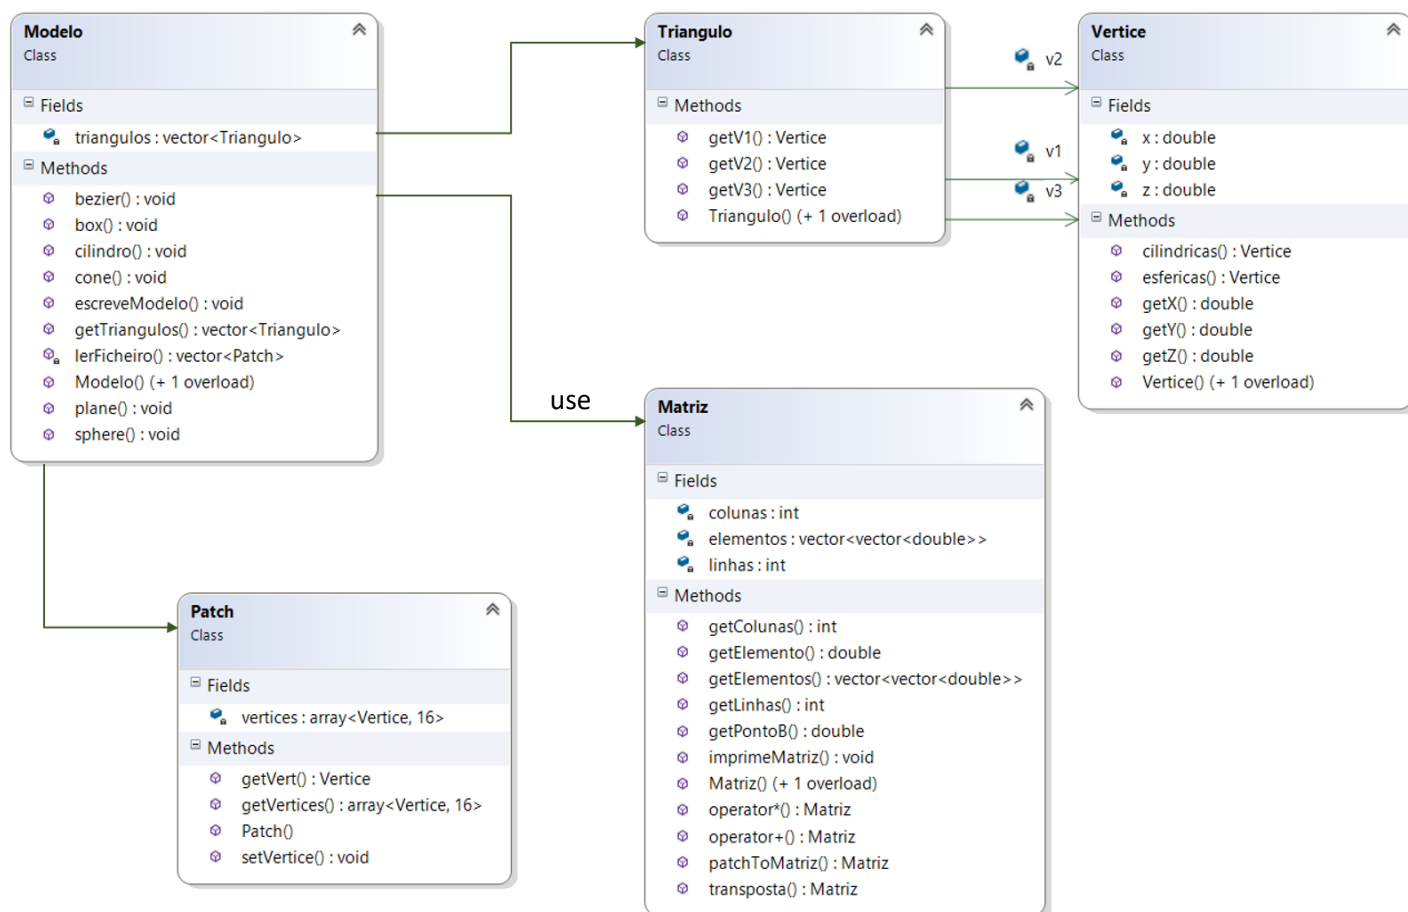 Modelo
Class
Fields
triangulos : vector<Triangulo>
Methods
bezier() : void
box() : void
cilindro() : void
cone() : void
escreveModelo() : void
getTriangulos() : vector<Triangulo>
lerFicheiro() : vector<Patch>
Modelo() (+ 1 overload)
plane() : void
sphere() : void
Triangulo
Class
Methods
getV1() : Vertice
getV2() : Vertice
getV3() : Vertice
Triangulo() (+ 1 overload)
v2
v1
v3
Vertice
Class
Fields
x : double
y : double
z : double
Methods
cilindricas() : Vertice
esfericas() : Vertice
getX() : double
getY() : double
getZ() : double
Vertice() (+ 1 overload)
use
Matriz
Class
Fields
colunas : int
elementos : vector<vector<double>>
linhas : int
Methods
getColunas() : int
getElemento() : double
getElementos() : vector<vector<double>>
getLinhas() : int
getPontoB() : double
imprimeMatriz() : void
Matriz() (+ 1 overload)
operator*() : Matriz
operator+() : Matriz
patchToMatriz() : Matriz
transposta() : Matriz
Patch
Class
Fields
vertices : array<Vertice, 16>
Methods
getVert() : Vertice
getVertices() : array<Vertice, 16>
Patch()
setVertice() : void